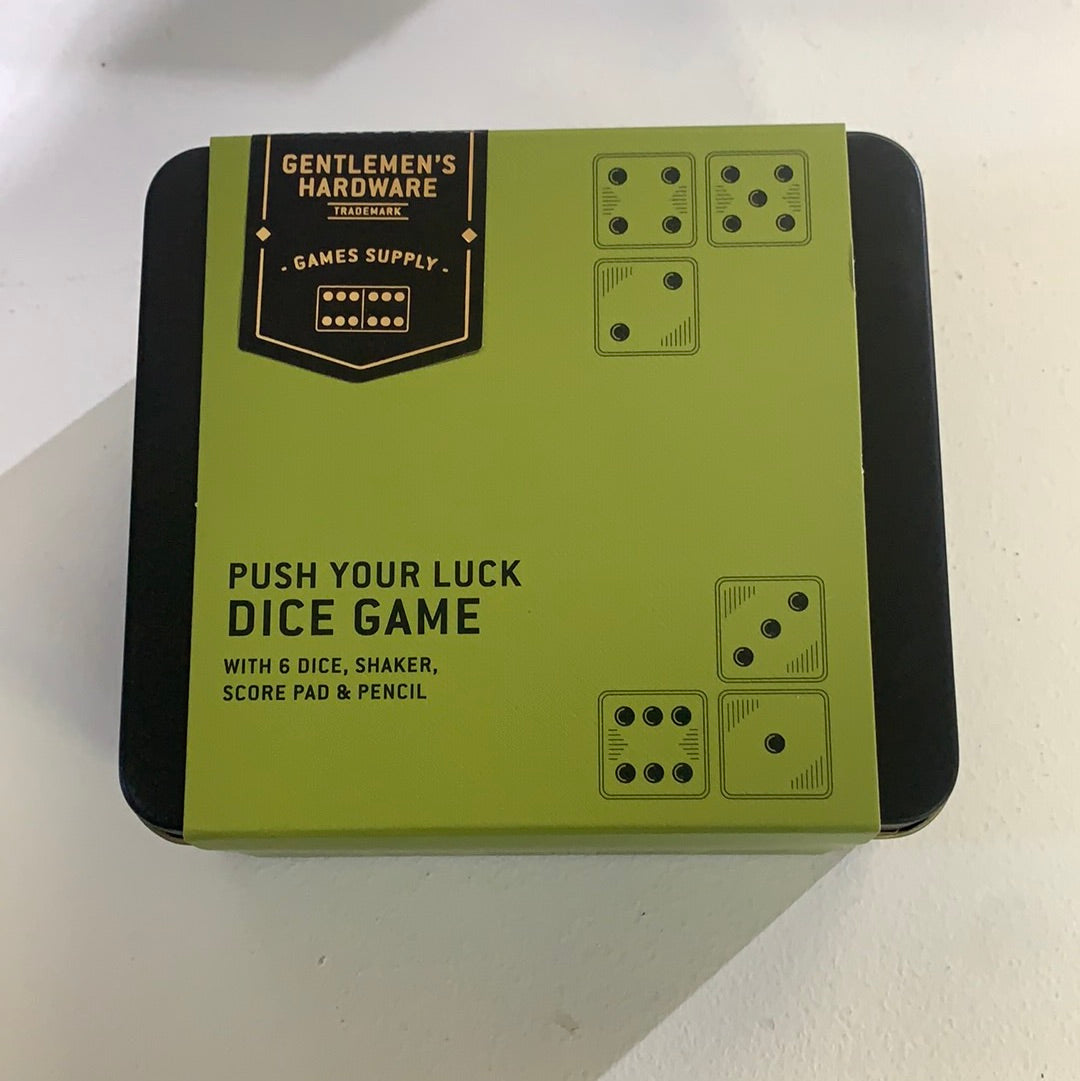 GENTLEMEN'S
HARDWARE
TRADEMARK
- GAMES SUPPLY -
PUSH YOUR LUCK
DICE GAME
WITH 6 DICE, SHAKER,
SCORE PAD & PENCIL